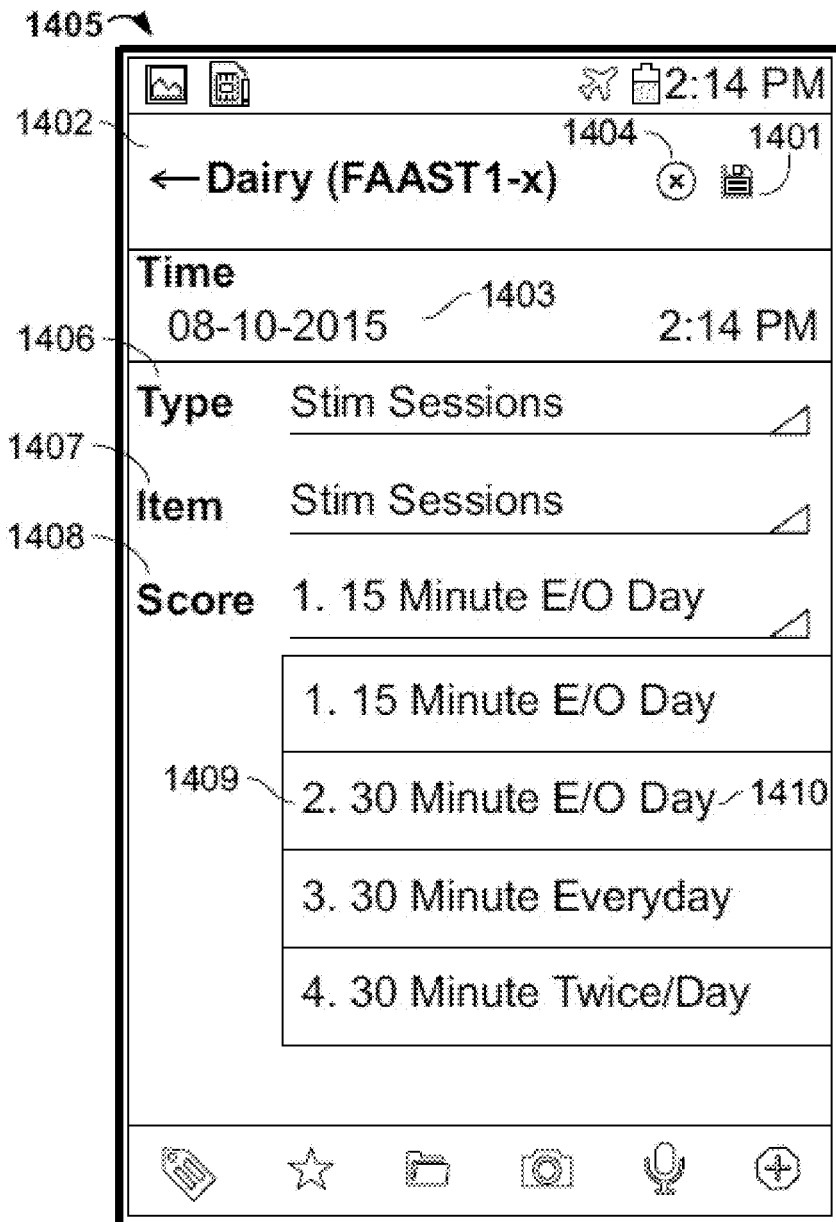 1405
2:14 PM
1402
1404
1401
Dairy (FAAST1-x)
Time
1403
08-10-2015 2:14 PM
1406
Type Stim Sessions
1407
Item Stim Sessions
1408
Score 1. 15 Minute E/O Day
1. 15 Minute E/O Day
1409
2. 30 Minute E/O Day
1410
3. 30 Minute Everyday
4. 30 Minute Twice/Day